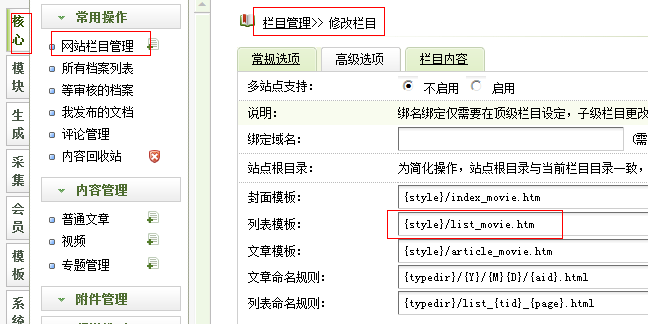 核心
模块
生成
采集
会员
模板
系统
常用操作
网站栏目管理
所有档案列表
等审核的档案
我发布的文档
评论管理
内容回收站
内容管理
普通文章
视频
专题管理
附件管理
栏目管理>> 修改栏目
常规选项 高级选项 栏目内容
多站点支持: 不启用 启用
说明: 绑名绑定仅需要在顶级栏目设定，子级栏目更改
绑定域名: (需
站点根目录: 为简化操作，站点根目录与当前栏目目录一致，
封面模板: {style}/index_movie.htm
列表模板: {style}/list_movie.htm
文章模板: {style}/article_movie.htm
文章命名规则: {typedir}/{Y}/{M}{D}/{aid}.html
列表命名规则: {typedir}/list_{tid}_{page}.html